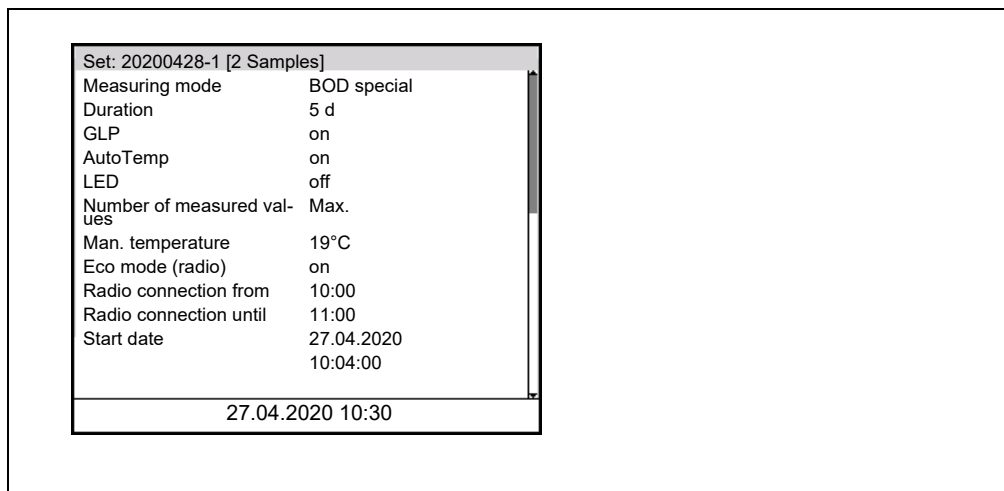 Set: 20200428-1 [2 Samples]
Measuring mode BOD special
Duration 5 d
GLP on
AutoTemp on
LED off
Number of measured val- Max.
ues
Man. temperature 19°C
Eco mode (radio) on
Radio connection from 10:00
Radio connection until 11:00
Start date 27.04.2020
10:04:00
27.04.2020 10:30